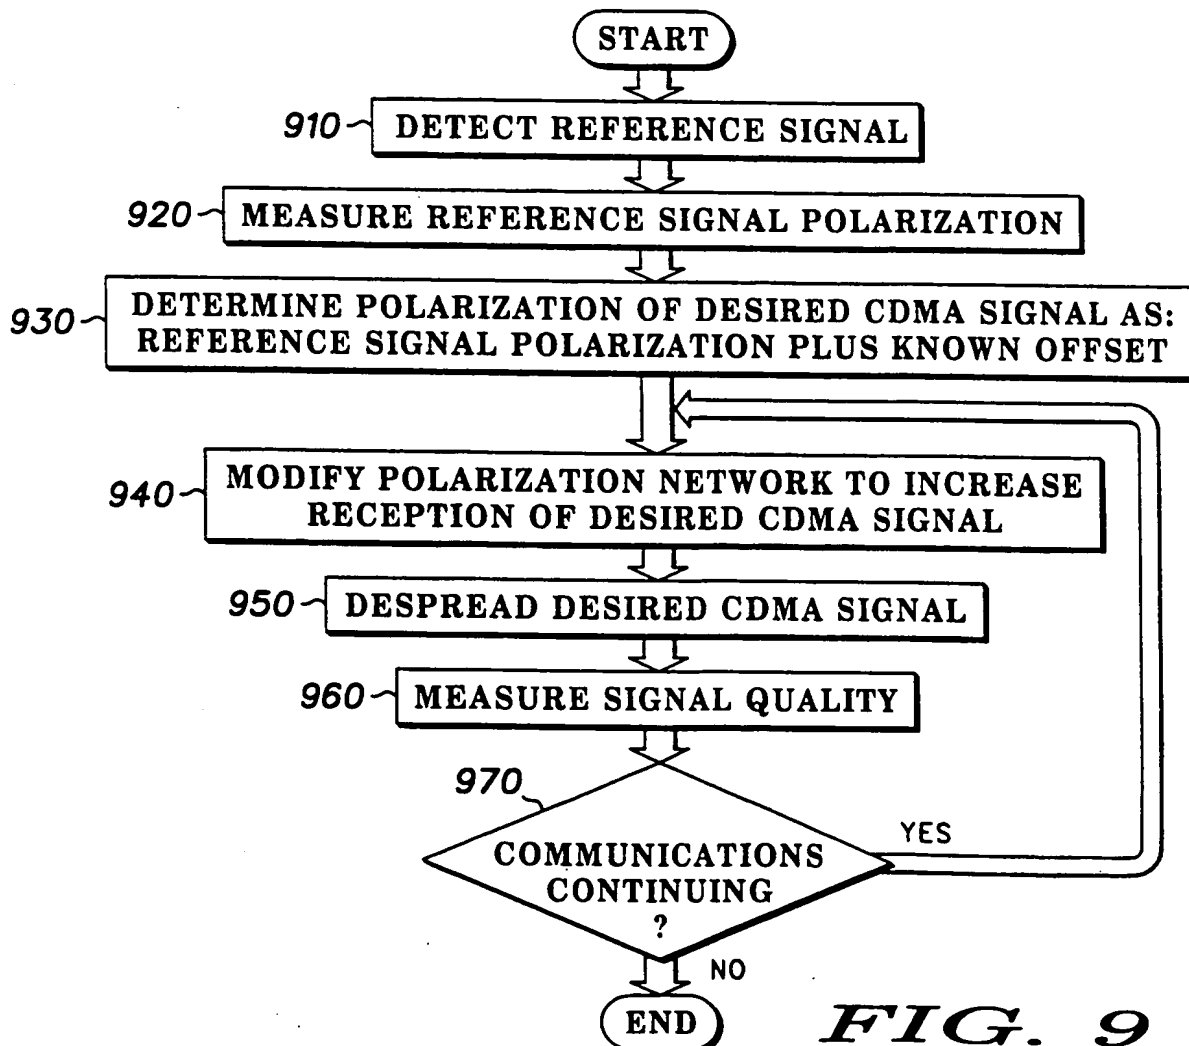 START
910
DETECT REFERENCE SIGNAL
920
MEASURE REFERENCE SIGNAL POLARIZATION
930
DETERMINE POLARIZATION OF DESIRED CDMA SIGNAL AS:
REFERENCE SIGNAL POLARIZATION PLUS KNOWN OFFSET
940
MODIFY POLARIZATION NETWORK TO INCREASE
RECEPTION OF DESIRED CDMA SIGNAL
950
DESPREAD DESIRED CDMA SIGNAL
960
MEASURE SIGNAL QUALITY
970
COMMUNICATIONS
CONTINUING
?
YES
NO
END
FIG. 9